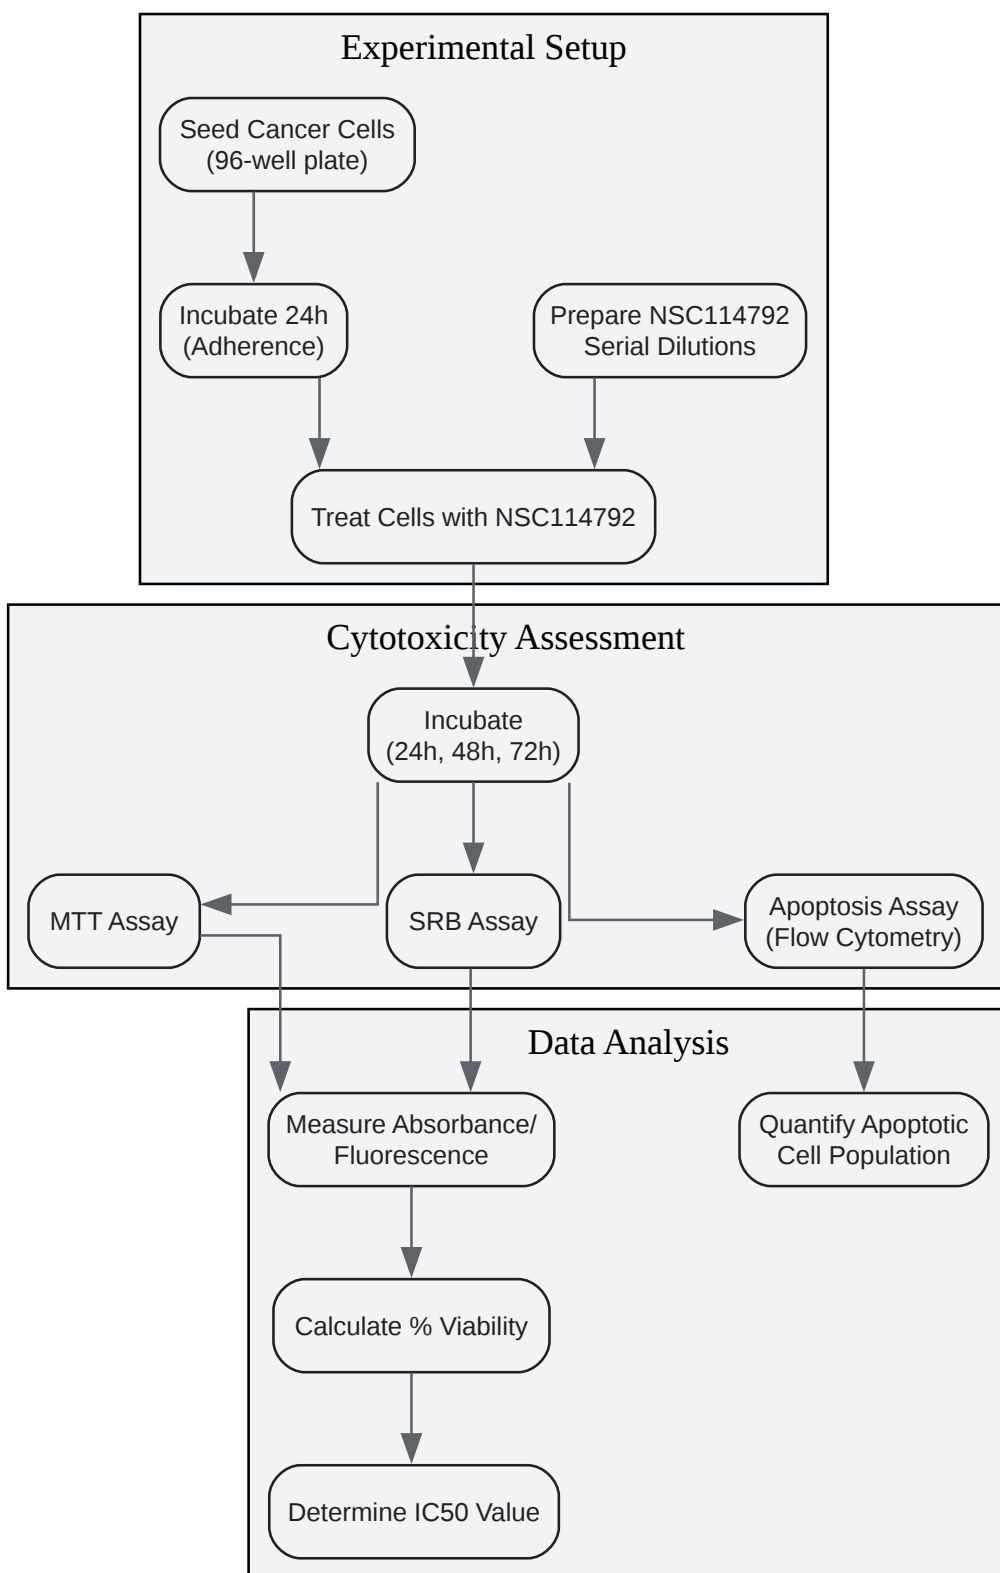 Experimental Setup
Seed Cancer Cells
(96-well plate)
Incubate 24h
(Adherence)
Prepare NSC114792
Serial Dilutions
Treat Cells with NSC114792
Cytotoxicity Assessment
Incubate
(24h, 48h, 72h)
MTT Assay
SRB Assay
Apoptosis Assay
(Flow Cytometry)
Data Analysis
Measure Absorbance/
Fluorescence
Quantify Apoptotic
Cell Population
Calculate % Viability
Determine IC50 Value